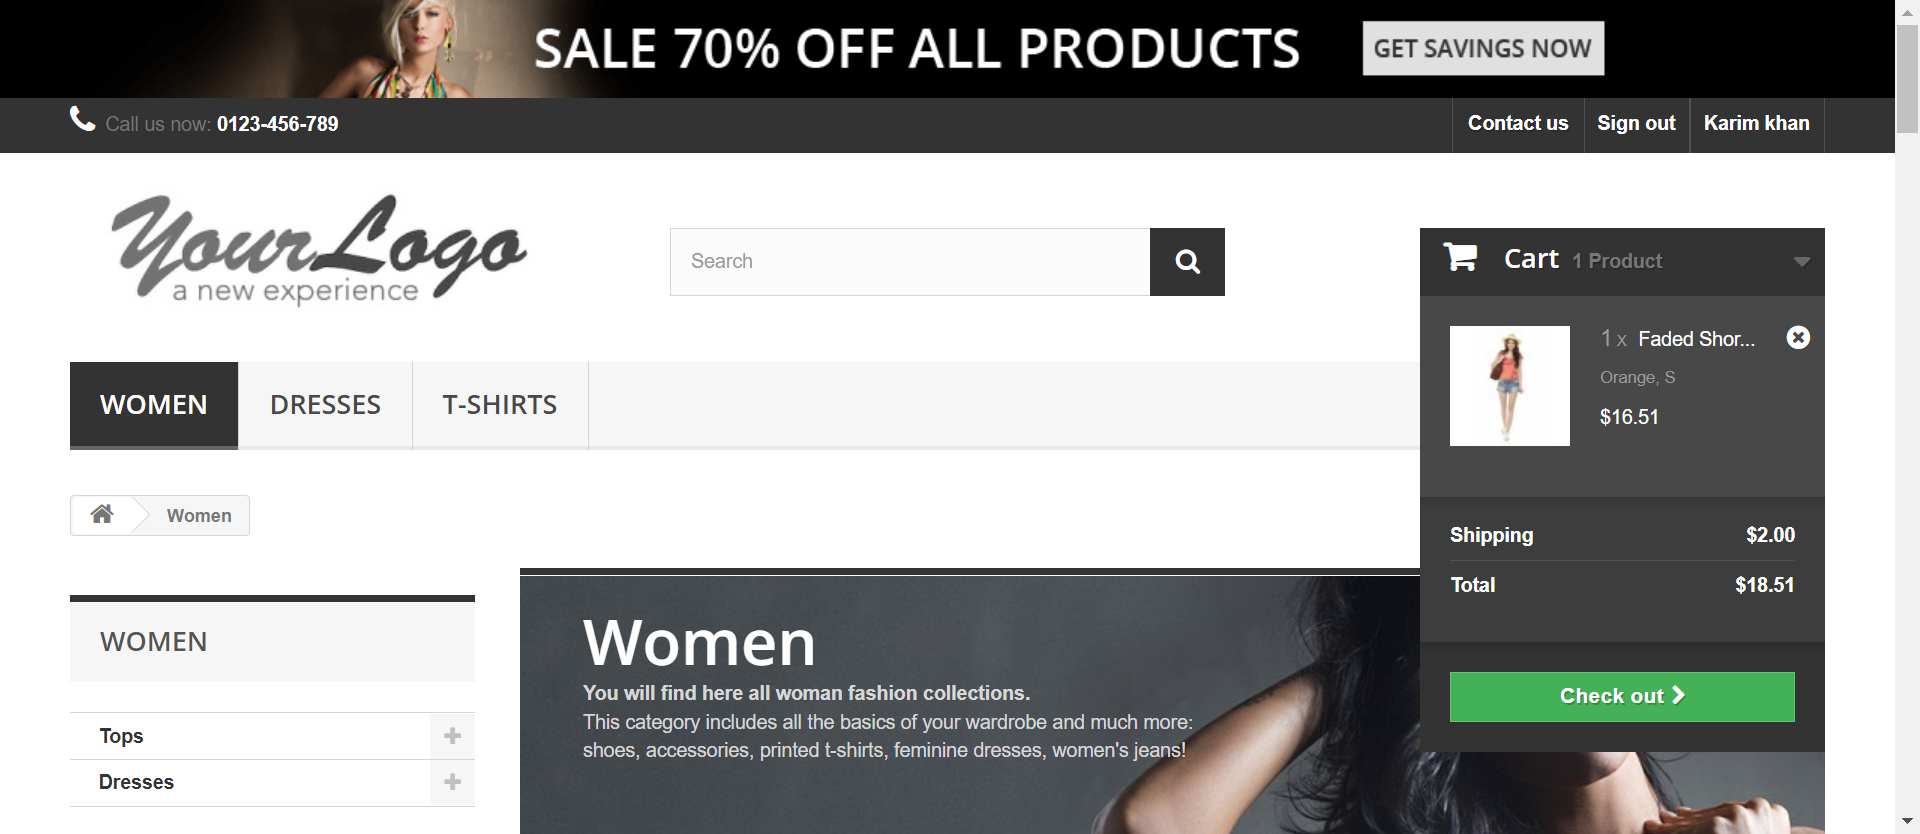 SALE 70% OFF ALL PRODUCTS
GET SAVINGS NOW
Call us now: 0123-456-789
Contact us
Sign out
Karim khan
Your Logo
a new experience
Search
Cart 1 Product
1 x Faded Shor...
Orange, S
$16.51
Shipping $2.00
Total $18.51
Check out
WOMEN
DRESSES
T-SHIRTS
Women
WOMEN
Tops
Dresses
Women
You will find here all woman fashion collections.
This category includes all the basics of your wardrobe and much more:
shoes, accessories, printed t-shirts, feminine dresses, women's jeans!